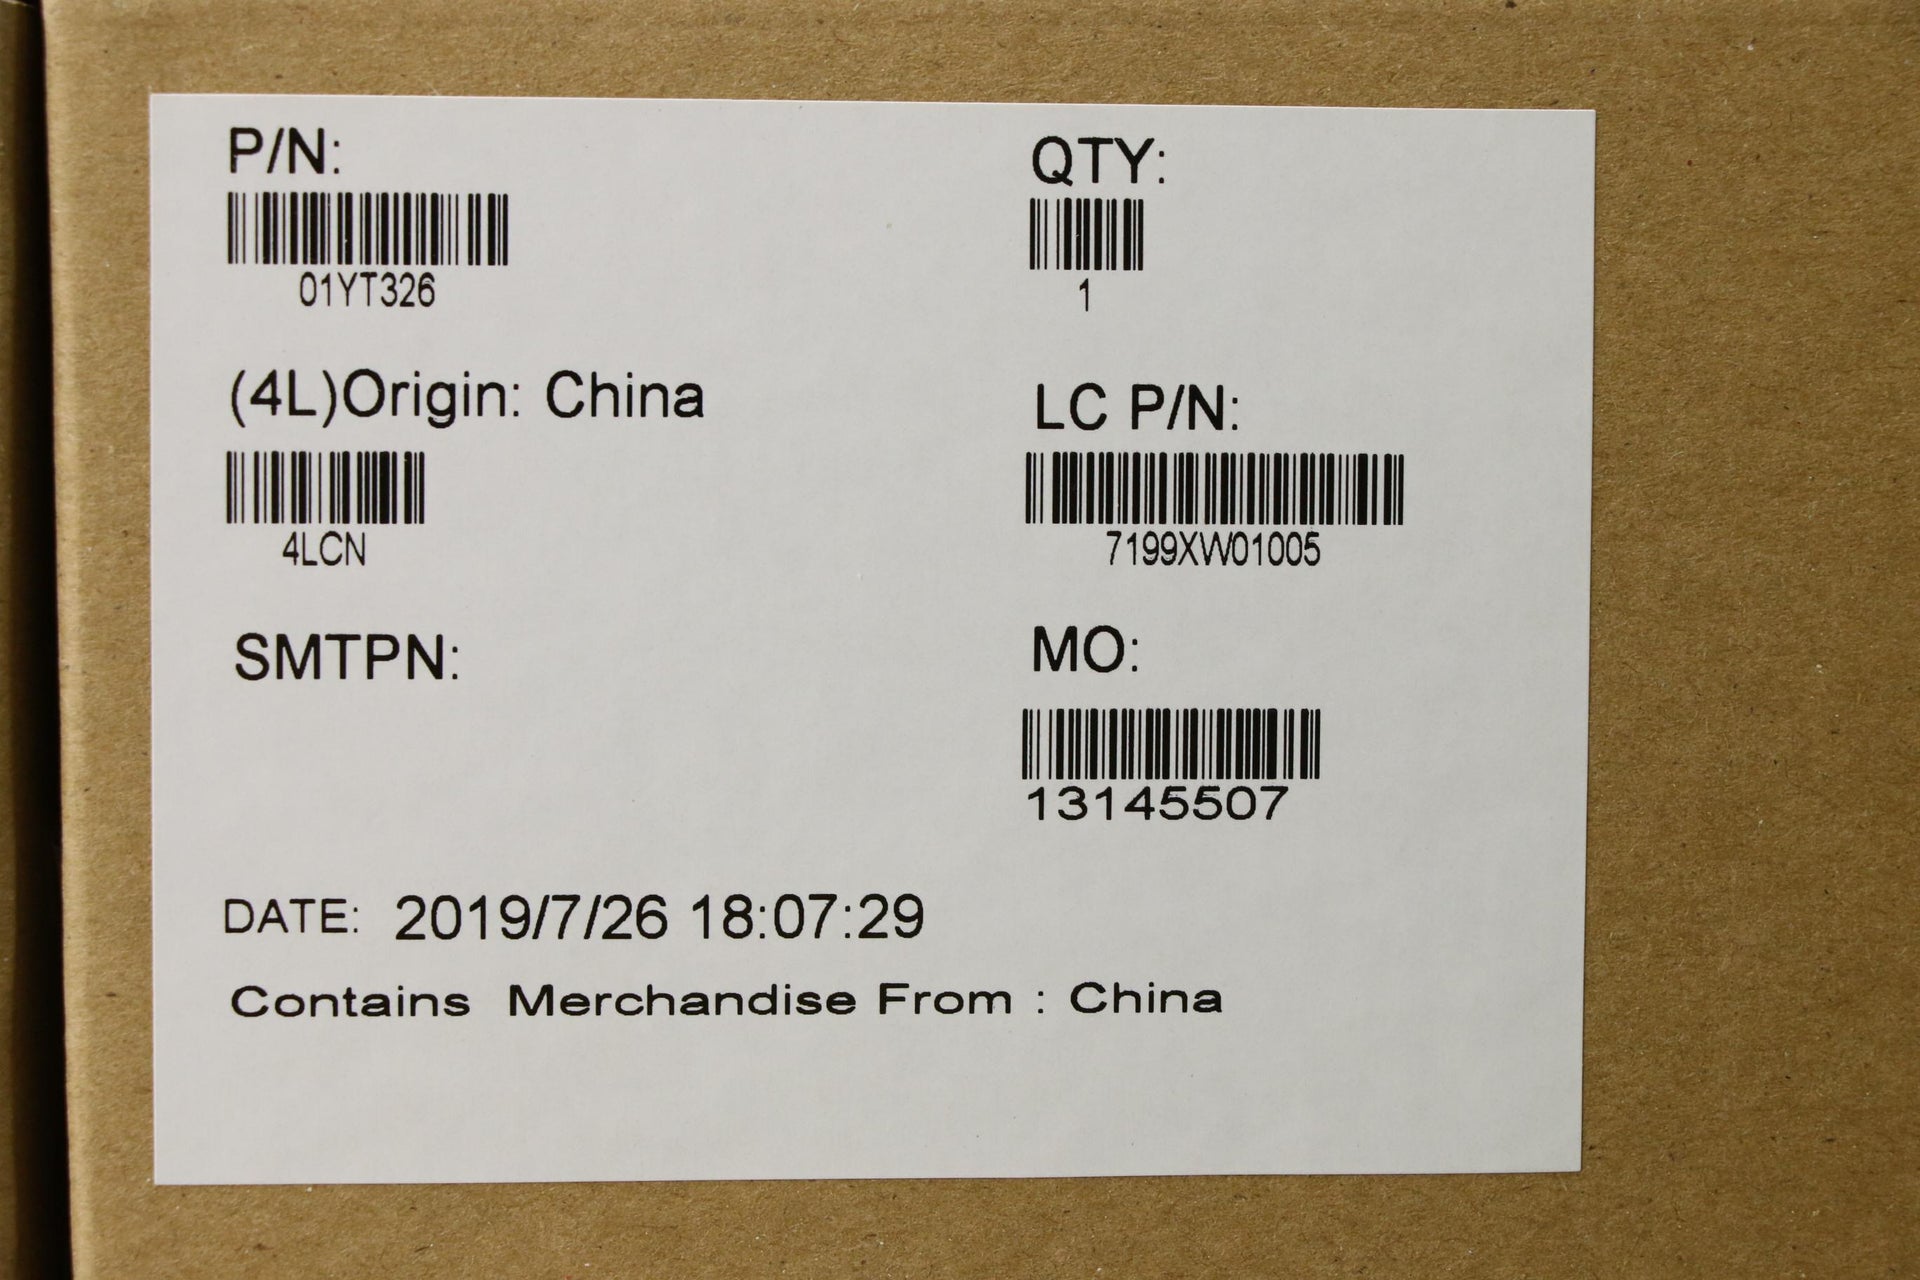 P/N:
01YT326
QTY:
1
(4L)Origin: China
4LCN
LC P/N:
7199XW01005
SMTPN:
MO:
13145507
DATE: 2019/7/26 18:07:29
Contains Merchandise From : China